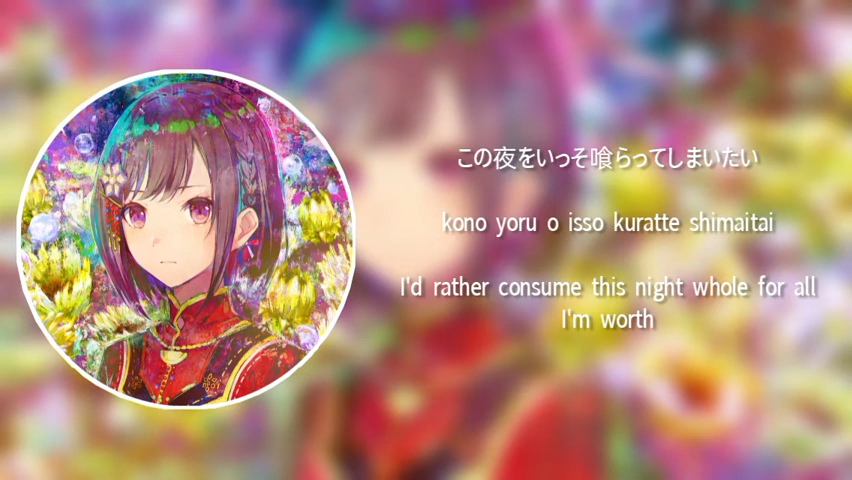 この夜をいっそ喰らってしまいたい
kono yoru o isso kuratte shimaitai
I'd rather consume this night whole for all
I'm worth